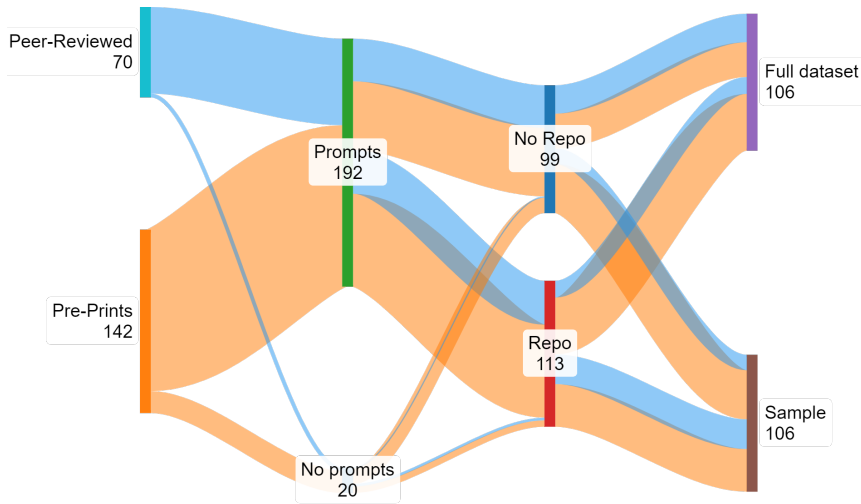 Peer-Reviewed
70
Pre-Prints
142
Prompts
192
No prompts
20
No Repo
99
Repo
113
Full dataset
106
Sample
106